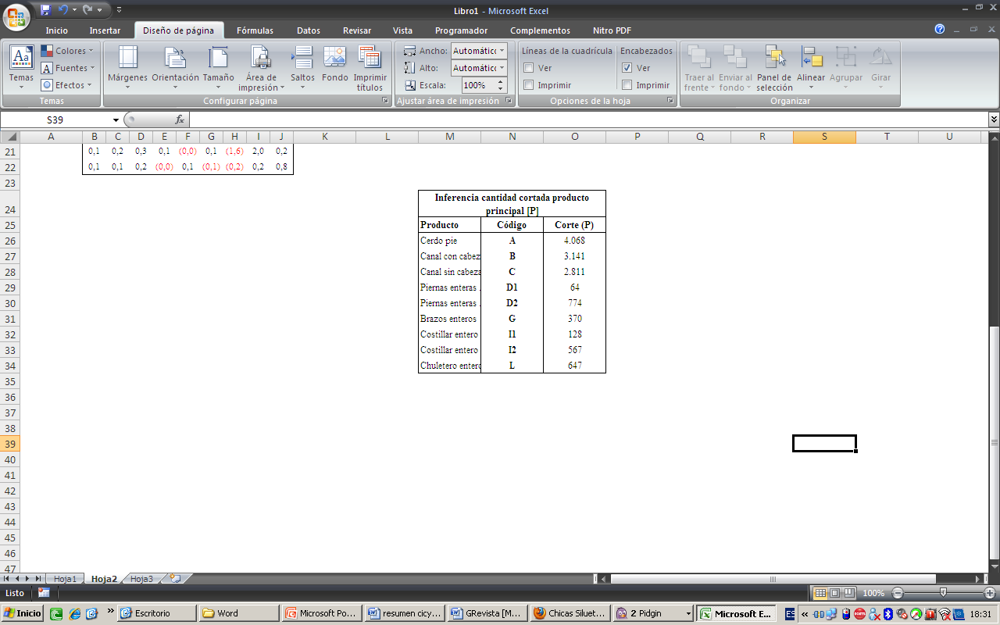 Libro1 - Microsoft Excel
Inicio Insertar Diseño de página Fórmulas Datos Revisar Vista Programador Complementos Nitro PDF
Temas
Colores
Fuentes
Efectos
Temas
Márgenes Orientación Tamaño Área de impresión Saltos Fondo Imprimir títulos
Configurar página
Ancho: Automátic
Alto: Automátic
Escala: 100%
Ajustar área de impresión
Líneas de la cuadrícula Encabezados
Ver Ver
Imprimir Imprimir
Opciones de la hoja
Traer al frente Enviar al fondo Panel de selección Alinear Agrupar Girar
Organizar
S39 fx
A B C D E F G H I J K L M N O P Q R S T U
21 0,1 0,2 0,3 0,1 (0,0) 0,1 (1,6) 2,0 0,2
22 0,1 0,1 0,2 (0,0) 0,1 (0,1) (0,2) 0,2 0,8
23
24 Inferencia cantidad cortada producto
principal [P]
25 Producto Código Corte (P)
26 Cerdo pie A 4.068
27 Canal con cabez B 3.141
28 Canal sin cabeza C 2.811
29 Piernas enteras . D1 64
30 Piernas enteras . D2 774
31 Brazos enteros G 370
32 Costillar entero I1 128
33 Costillar entero I2 567
34 Chuletero entero L 647
35
36
37
38
39
40
41
42
43
44
45
46
47
Hoja1 Hoja2 Hoja3
Listo 100%
Inicio » Escritorio Word Microsoft Po... resumen cicy... GRevista [M... Chicas Siluet... 2 Pidgin Microsoft E... ES « 18:31